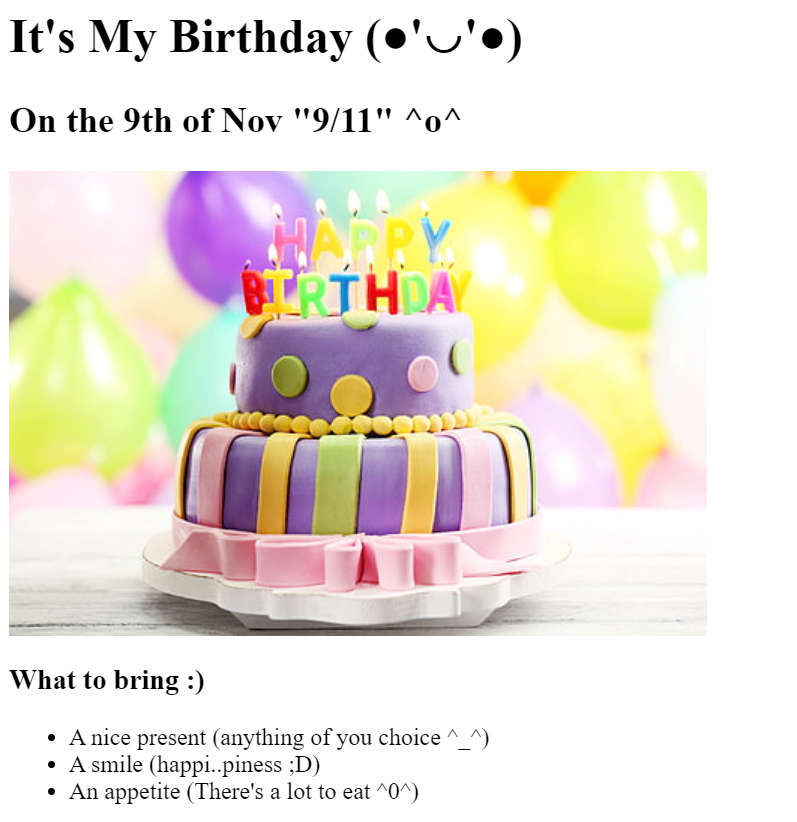 It's My Birthday (●'◡'●)
On the 9th of Nov "9/11" ^o^
HAPPY
BIRTHDAY
What to bring :)
• A nice present (anything of you choice ^_^)
• A smile (happi..piness ;D)
• An appetite (There's a lot to eat ^0^)